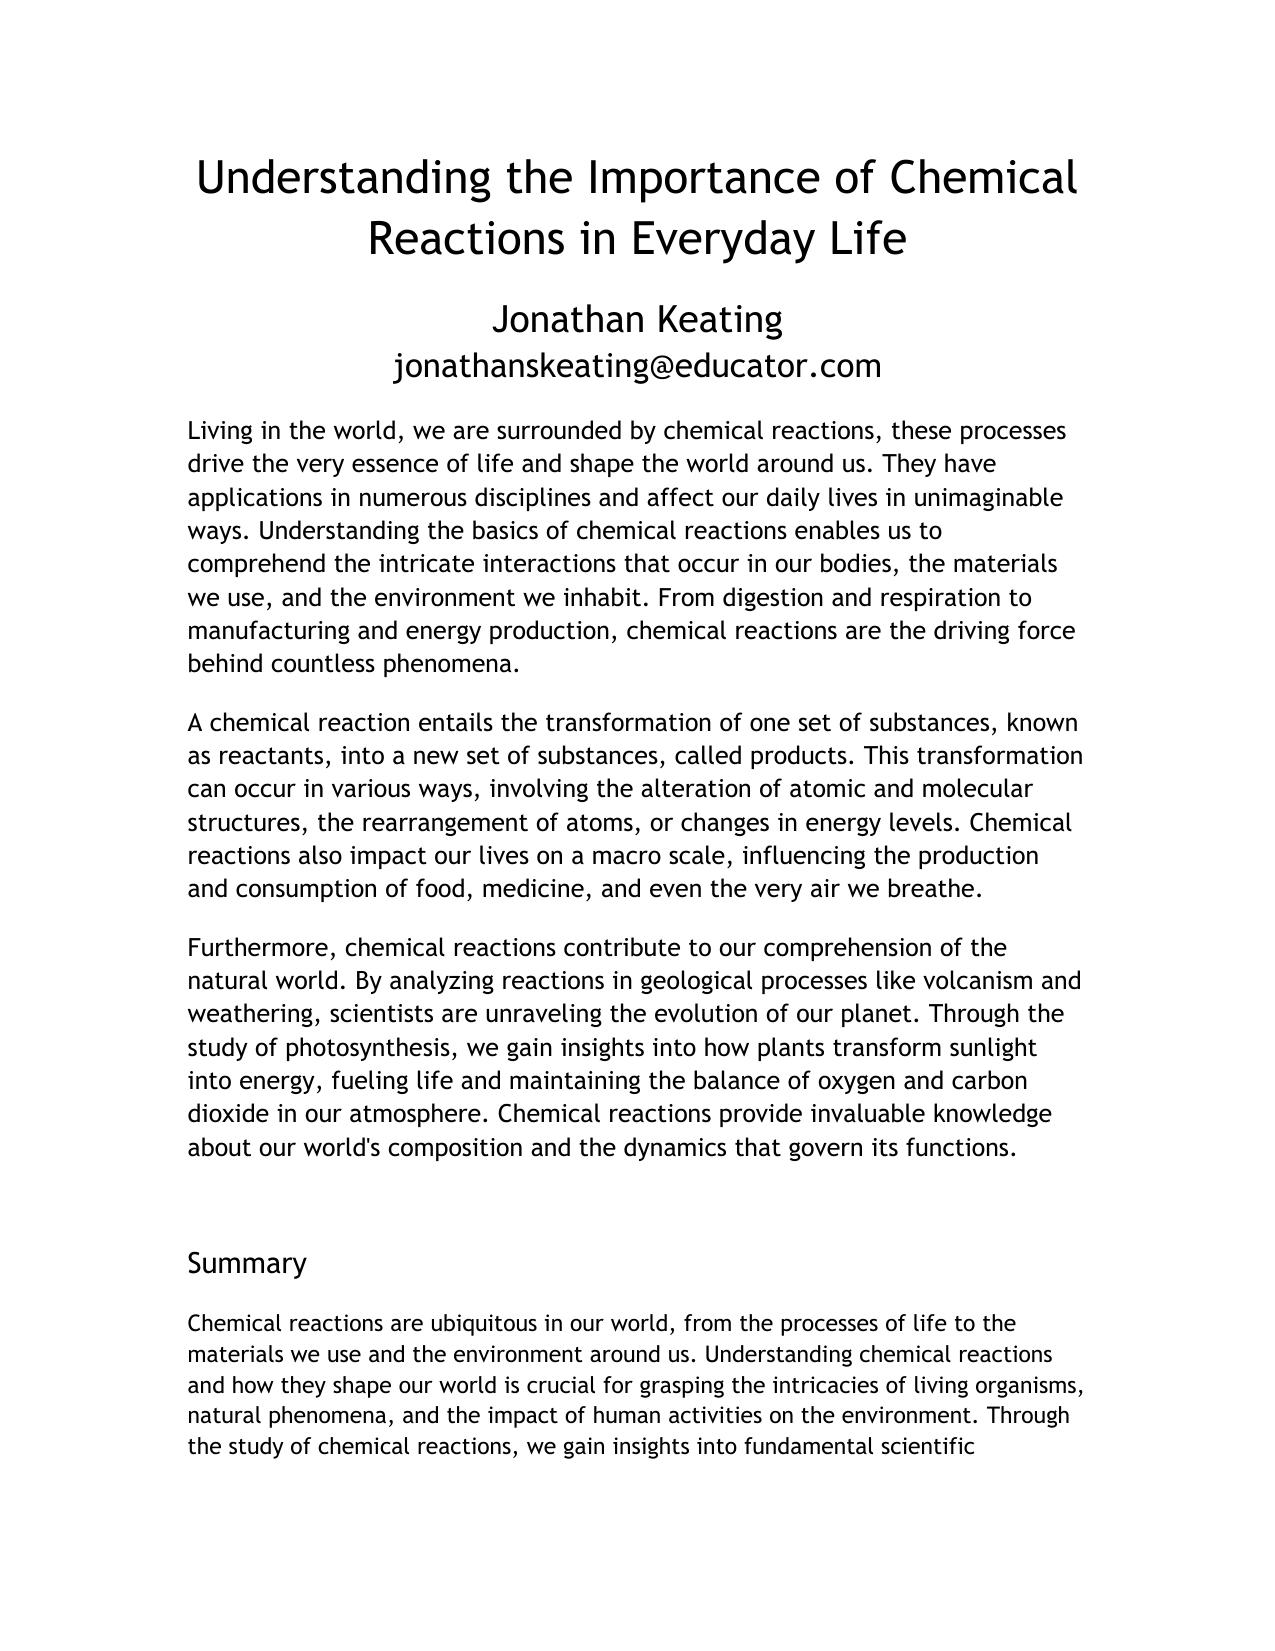 Understanding the Importance of Chemical
Reactions in Everyday Life
Jonathan Keating
jonathanskeating@educator.com
Living in the world, we are surrounded by chemical reactions, these processes
drive the very essence of life and shape the world around us. They have
applications in numerous disciplines and affect our daily lives in unimaginable
ways. Understanding the basics of chemical reactions enables us to
comprehend the intricate interactions that occur in our bodies, the materials
we use, and the environment we inhabit. From digestion and respiration to
manufacturing and energy production, chemical reactions are the driving force
behind countless phenomena.
A chemical reaction entails the transformation of one set of substances, known
as reactants, into a new set of substances, called products. This transformation
can occur in various ways, involving the alteration of atomic and molecular
structures, the rearrangement of atoms, or changes in energy levels. Chemical
reactions also impact our lives on a macro scale, influencing the production
and consumption of food, medicine, and even the very air we breathe.
Furthermore, chemical reactions contribute to our comprehension of the
natural world. By analyzing reactions in geological processes like volcanism and
weathering, scientists are unraveling the evolution of our planet. Through the
study of photosynthesis, we gain insights into how plants transform sunlight
into energy, fueling life and maintaining the balance of oxygen and carbon
dioxide in our atmosphere. Chemical reactions provide invaluable knowledge
about our world's composition and the dynamics that govern its functions.
Summary
Chemical reactions are ubiquitous in our world, from the processes of life to the
materials we use and the environment around us. Understanding chemical reactions
and how they shape our world is crucial for grasping the intricacies of living organisms,
natural phenomena, and the impact of human activities on the environment. Through
the study of chemical reactions, we gain insights into fundamental scientific